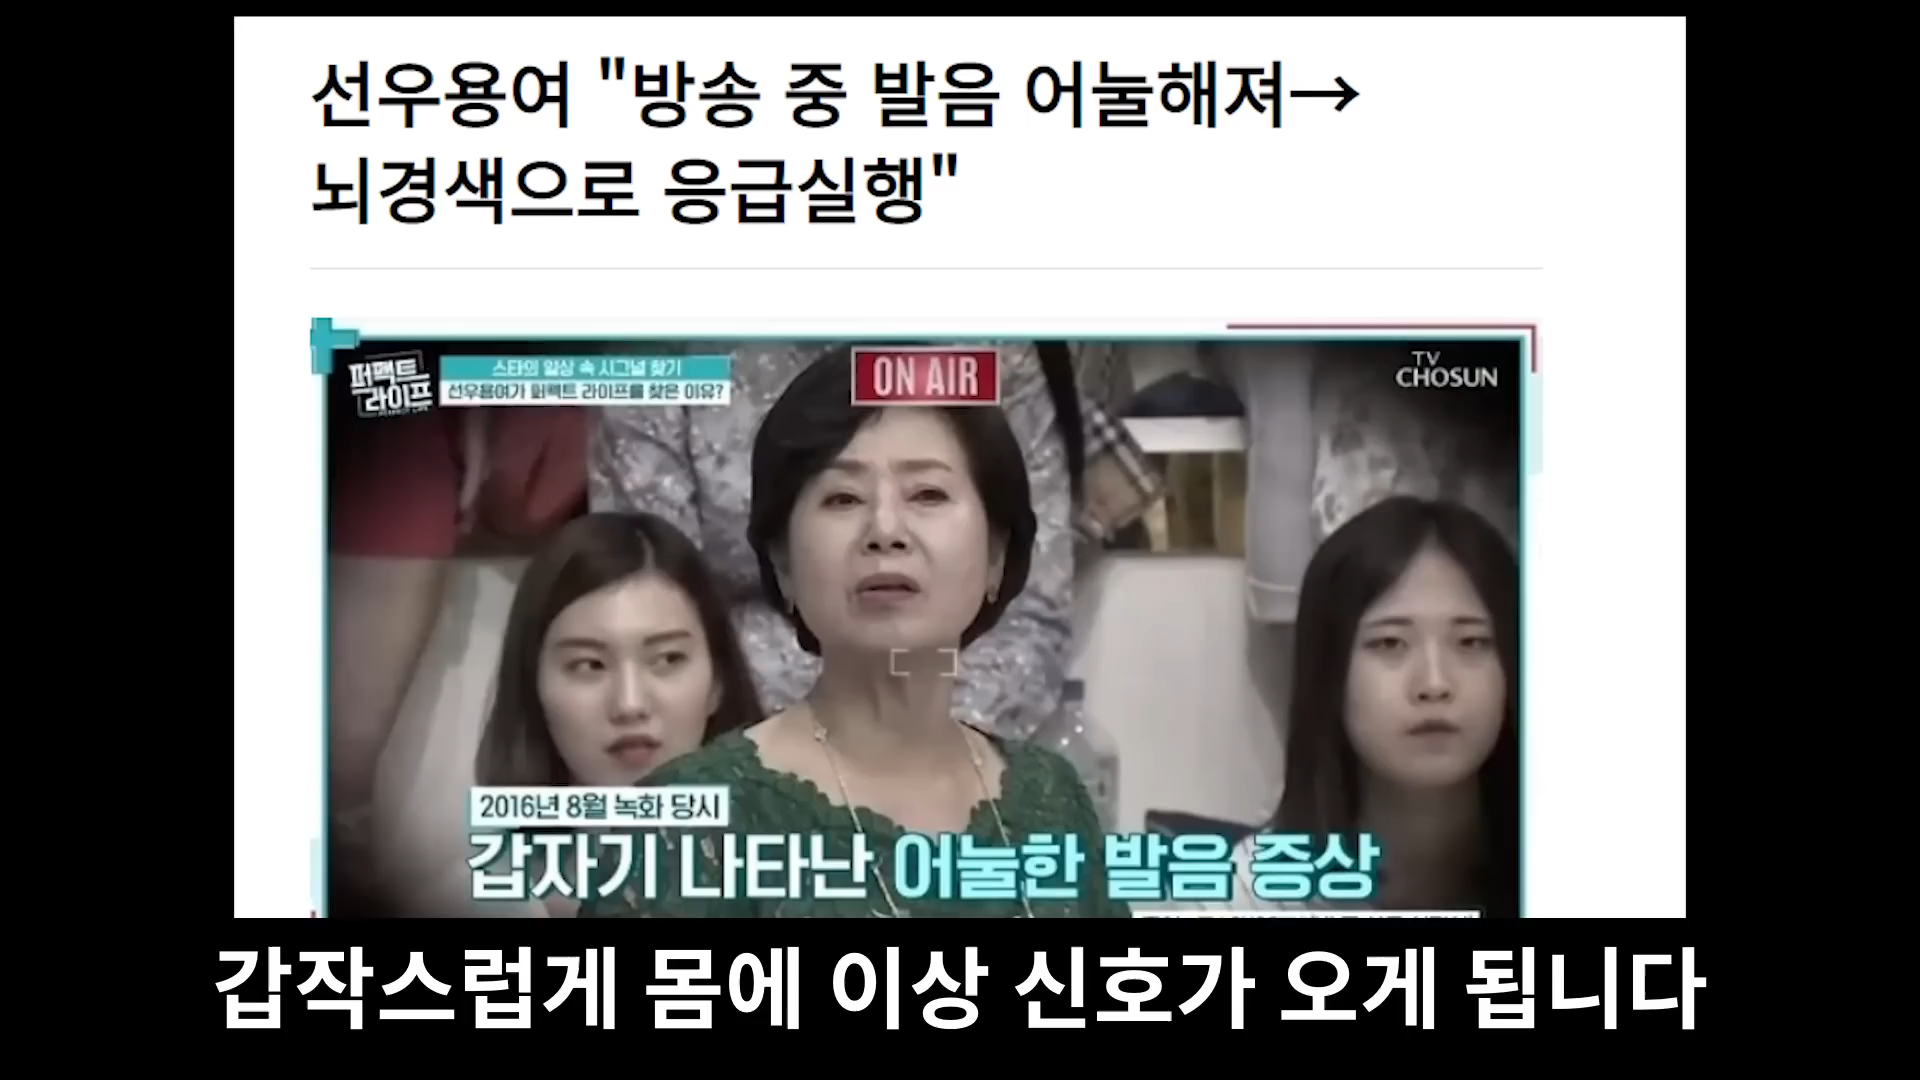 선우용여 "방송 중 발음 어눌해져→
뇌경색으로 응급실행"
퍼펙트
라이프
PERFECT LIFE
스타의 일상 속 시그널 찾기
선우용여가 퍼펙트 라이프를 찾은 이유?
ON AIR
TV
CHOSUN
2016년 8월 녹화 당시
갑자기 나타난 어눌한 발음 증상
갑작스럽게 몸에 이상 신호가 오게 됩니다